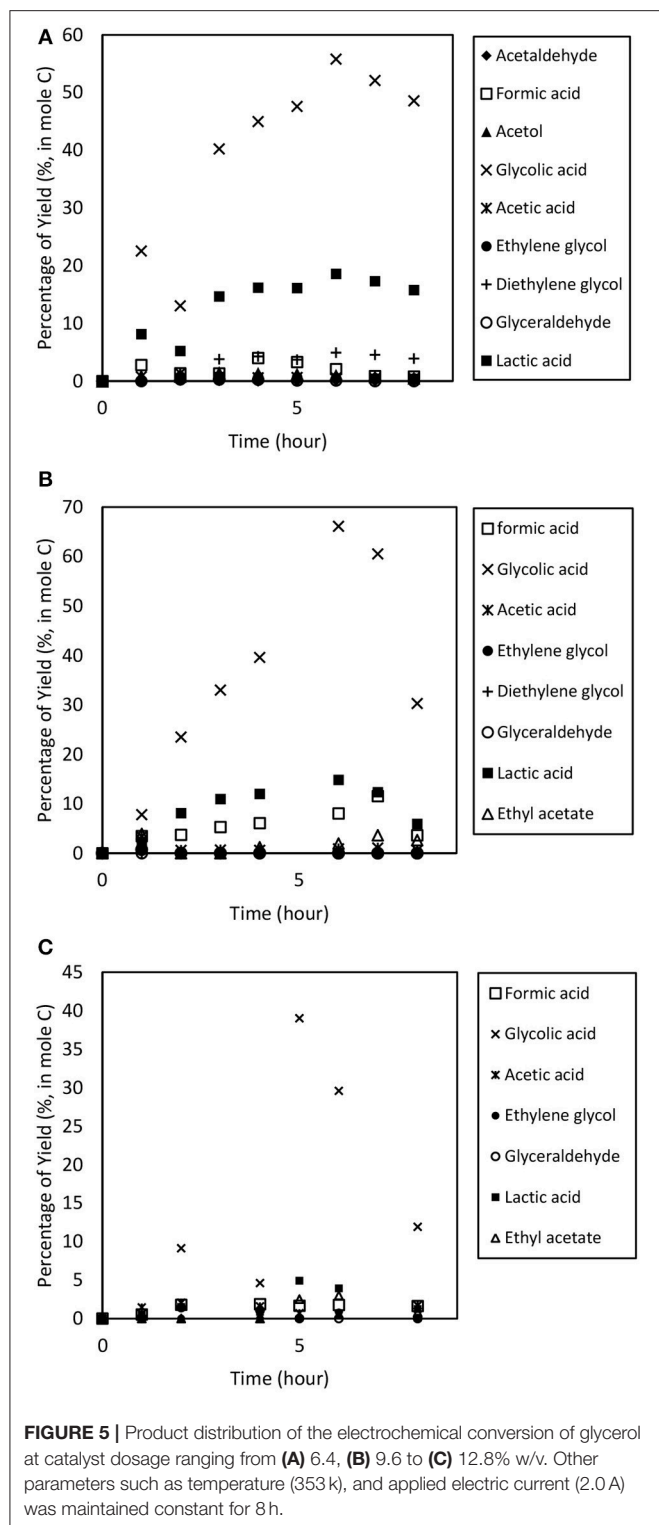 A
Percentage of Yield (%, in mole C)
60
50
40
30
20
10
0
0
5
Time (hour)
Acetaldehyde
Formic acid
Acetol
Glycolic acid
Acetic acid
Ethylene glycol
Diethylene glycol
Glyceraldehyde
Lactic acid
B
Percentage of Yield (%, in mole C)
70
60
50
40
30
20
10
0
0
5
Time (hour)
formic acid
Glycolic acid
Acetic acid
Ethylene glycol
Diethylene glycol
Glyceraldehyde
Lactic acid
Ethyl acetate
C
Percentage of Yield (%, in mole C)
45
40
35
30
25
20
15
10
5
0
0
5
Time (hour)
Formic acid
Glycolic acid
Acetic acid
Ethylene glycol
Glyceraldehyde
Lactic acid
Ethyl acetate
FIGURE 5 | Product distribution of the electrochemical conversion of glycerol
at catalyst dosage ranging from (A) 6.4, (B) 9.6 to (C) 12.8% w/v. Other
parameters such as temperature (353 k), and applied electric current (2.0 A)
was maintained constant for 8 h.